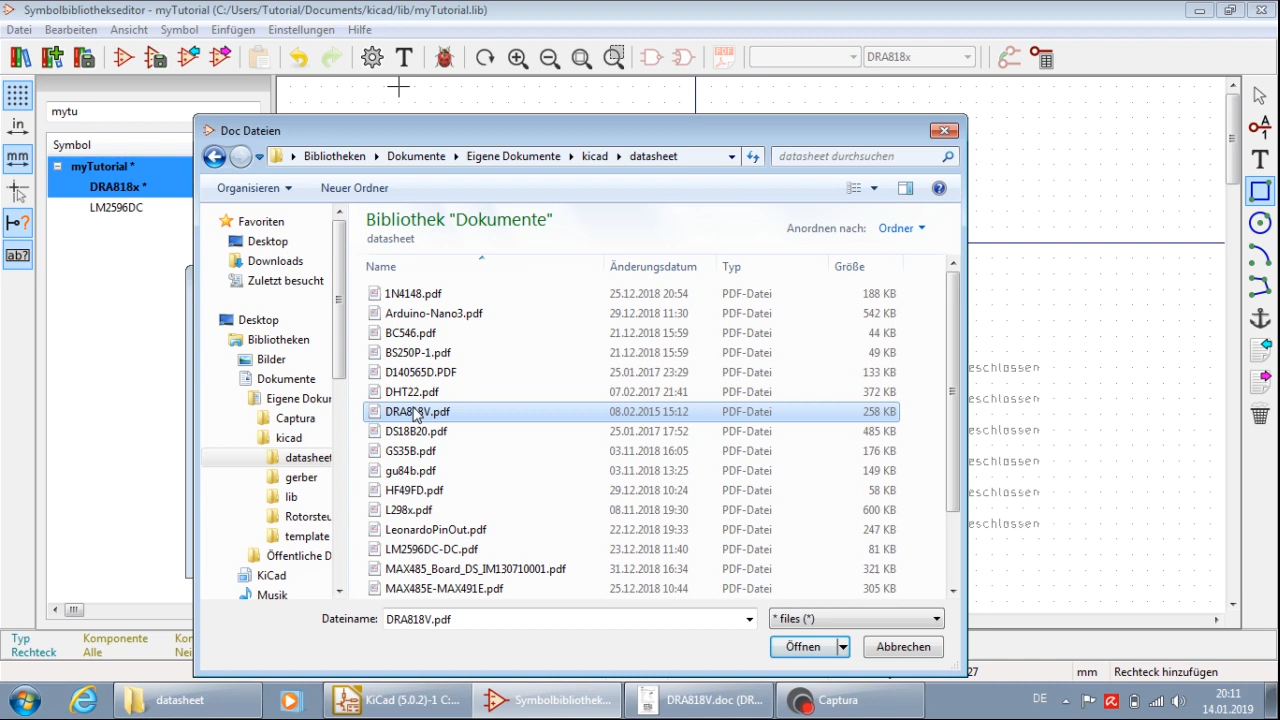 Symbolbibliothekseditor - myTutorial (C:/Users/Tutorial/Documents/kicad/lib/myTutorial.lib)
Datei Bearbeiten Ansicht Symbol Einfügen Einstellungen Hilfe
T PDF DRA818x
mytu
Symbol
myTutorial *
DRA818x *
LM2596DC
in
mm
ab?
Doc Dateien
Bibliotheken Dokumente Eigene Dokumente kicad datasheet
datasheet durchsuchen
Organisieren Neuer Ordner
Favoriten
Desktop
Downloads
Zuletzt besucht
Desktop
Bibliotheken
Bilder
Dokumente
Eigene Dokur
Captura
kicad
datasheet
gerber
lib
Rotorsteu
template
Öffentliche D
KiCad
Musik
Bibliothek "Dokumente"
datasheet
Anordnen nach: Ordner
Name Änderungsdatum Typ Größe
1N4148.pdf 25.12.2018 20:54 PDF-Datei 188 KB
Arduino-Nano3.pdf 29.12.2018 11:30 PDF-Datei 542 KB
BC546.pdf 21.12.2018 15:59 PDF-Datei 44 KB
BS250P-1.pdf 21.12.2018 15:59 PDF-Datei 49 KB
D140565D.PDF 25.01.2017 23:29 PDF-Datei 133 KB
DHT22.pdf 07.02.2017 21:41 PDF-Datei 372 KB
DRA818V.pdf 08.02.2015 15:12 PDF-Datei 258 KB
DS18B20.pdf 25.01.2017 17:52 PDF-Datei 485 KB
GS35B.pdf 03.11.2018 16:05 PDF-Datei 176 KB
gu84b.pdf 03.11.2018 13:25 PDF-Datei 149 KB
HF49FD.pdf 29.12.2018 10:24 PDF-Datei 58 KB
L298x.pdf 08.11.2018 19:30 PDF-Datei 600 KB
LeonardoPinOut.pdf 22.12.2018 19:33 PDF-Datei 247 KB
LM2596DC-DC.pdf 23.12.2018 11:40 PDF-Datei 81 KB
MAX485_Board_DS_IM130710001.pdf 31.12.2018 16:34 PDF-Datei 321 KB
MAX485E-MAX491E.pdf 25.12.2018 10:44 PDF-Datei 305 KB
Dateiname: DRA818V.pdf * files (*)
Öffnen Abbrechen
eschlossen
eschlossen
eschlossen
eschlossen
eschlossen
eschlossen
T
A
Typ Komponente Kor
Rechteck Alle Nei
27 mm Rechteck hinzufügen
datasheet
KiCad (5.0.2)-1 C:...
Symbolbibliothek...
DRA818V.doc (DR...
Captura
DE
20:11
14.01.2019